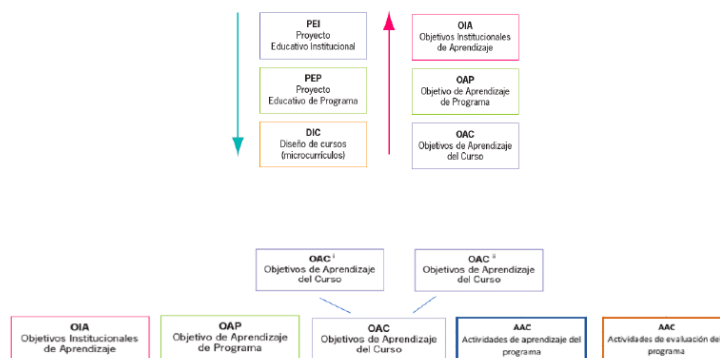 PEI
Proyecto
Educativo Institucional
OIA
Objetivos Institucionales
de Aprendizaje
PEP
Proyecto
Educativo de Programa
OAP
Objetivo de Aprendizaje
de Programa
DIC
Diseño de cursos
(microcurrículos)
OAC
Objetivos de Aprendizaje
del Curso
OAC i
Objetivos de Aprendizaje
del Curso
OAC ii
Objetivos de Aprendizaje
del Curso
OIA
Objetivos Institucionales
de Aprendizaje
OAP
Objetivo de Aprendizaje
de Programa
OAC
Objetivos de Aprendizaje
del Curso
AAC
Actividades de aprendizaje del
programa
AAC
Actividades de evaluación de
programa